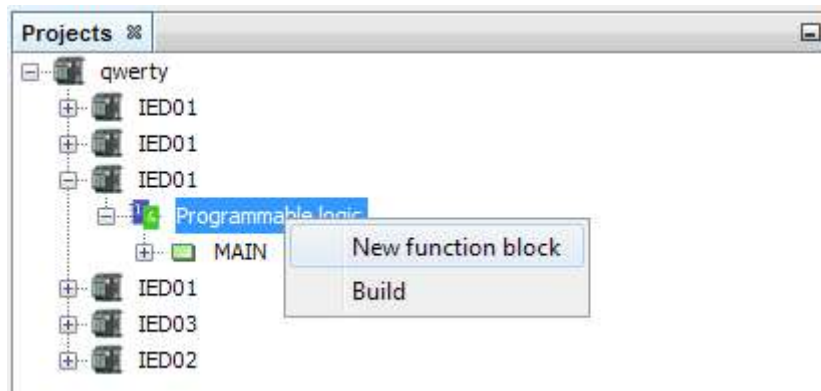 Projects
qwerty
IED01
IED01
IED01
Programmable logic
New function block
MAIN
Build
IED01
IED03
IED02